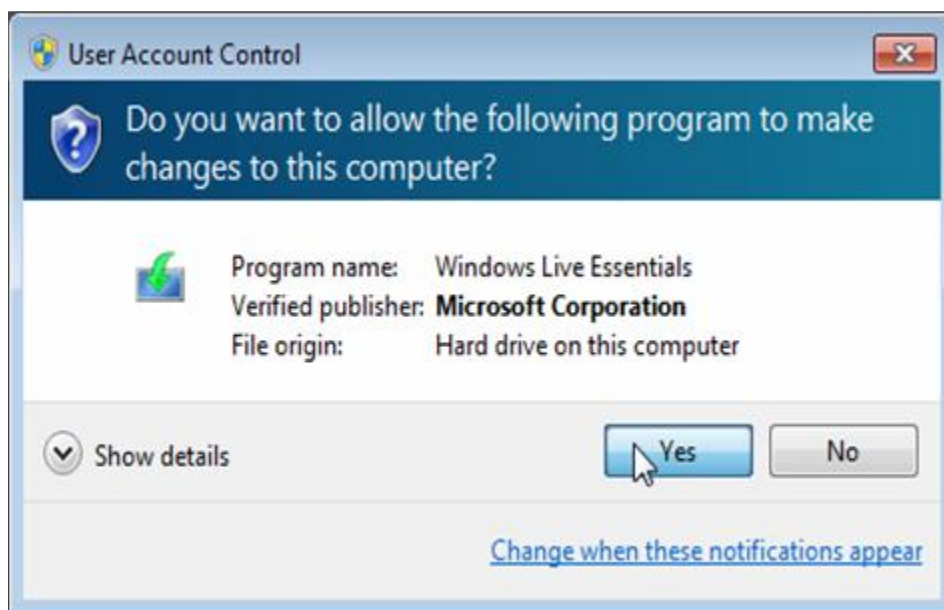 User Account Control
Do you want to allow the following program to make
changes to this computer?
Program name: Windows Live Essentials
Verified publisher: Microsoft Corporation
File origin: Hard drive on this computer
Show details
Yes
No
Change when these notifications appear